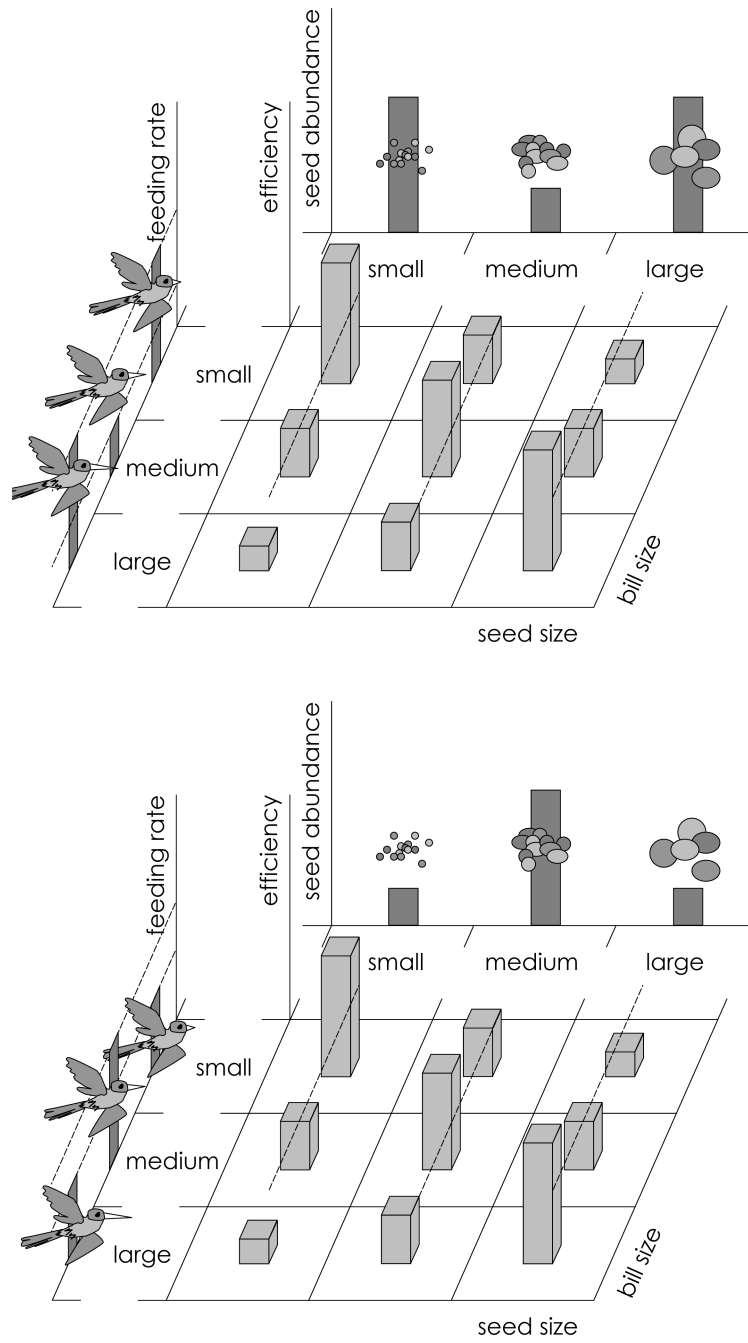 feeding rate
efficiency
seed abundance
small
medium
large
small
medium
large
bill size
seed size
feeding rate
efficiency
seed abundance
small
medium
large
small
medium
large
bill size
seed size